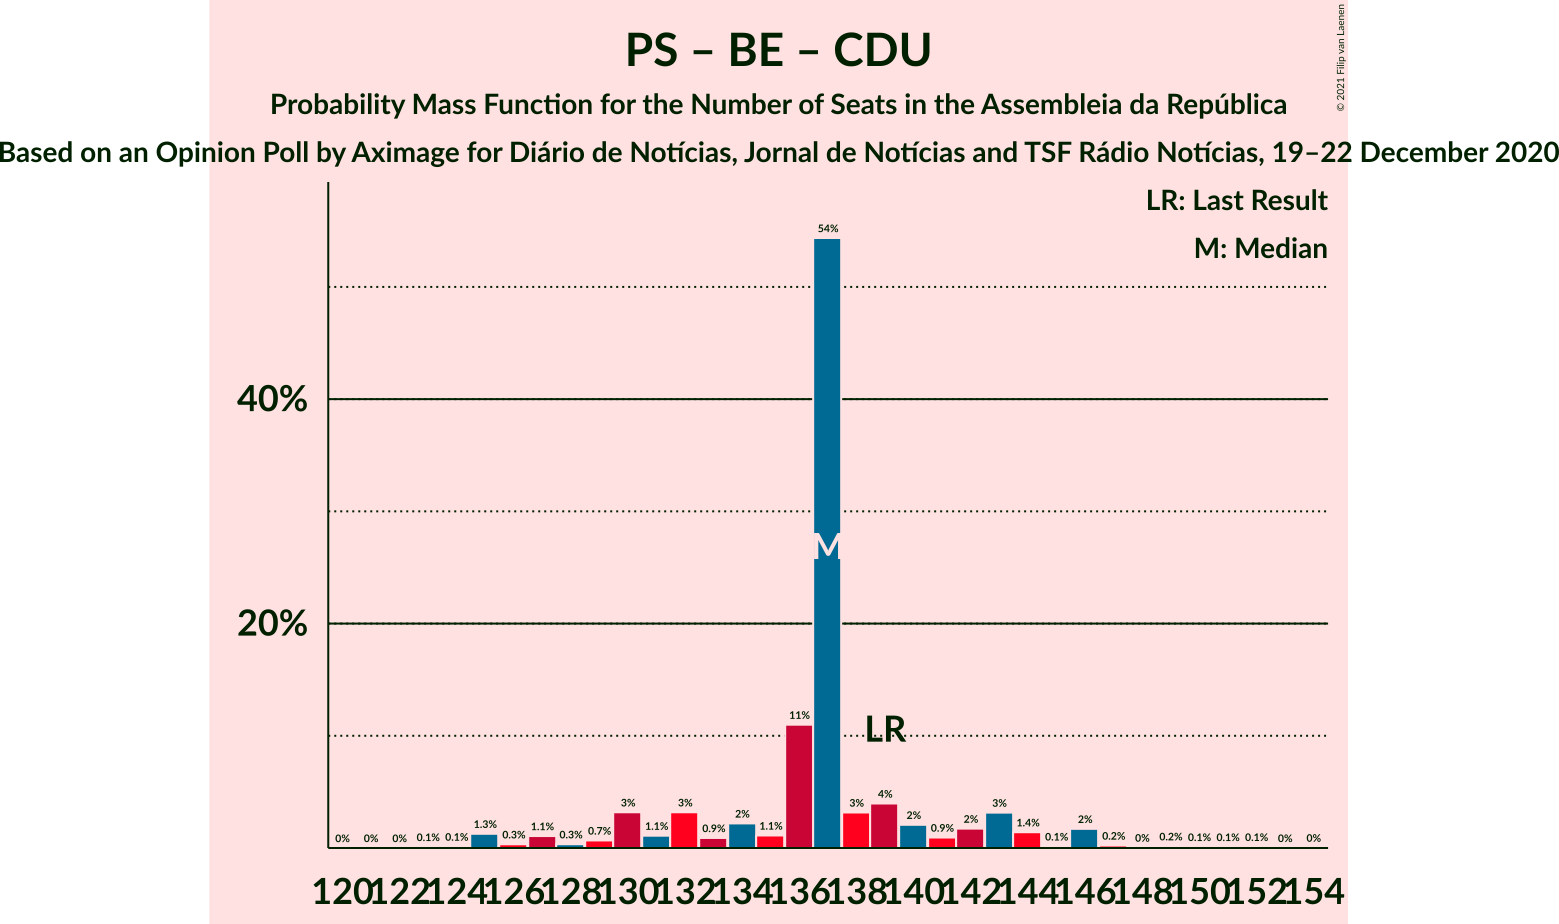 PS – BE – CDU
Probability Mass Function for the Number of Seats in the Assembleia da República
Based on an Opinion Poll by Aximage for Diário de Notícias, Jornal de Notícias and TSF Rádio Notícias, 19–22 December 2020
© 2021 Filip van Laenen
LR: Last Result
M: Median
40%
20%
0% 0% 0% 0.1% 0.1% 1.3% 0.3% 1.1% 0.3% 0.7% 3% 1.1% 3% 0.9% 2% 1.1% 11% 54% 3% 4% 2% 0.9% 2% 3% 1.4% 0.1% 2% 0.2% 0% 0.2% 0.1% 0.1% 0.1% 0% 0%
M
LR
120 122 124 126 128 130 132 134 136 138 140 142 144 146 148 150 152 154